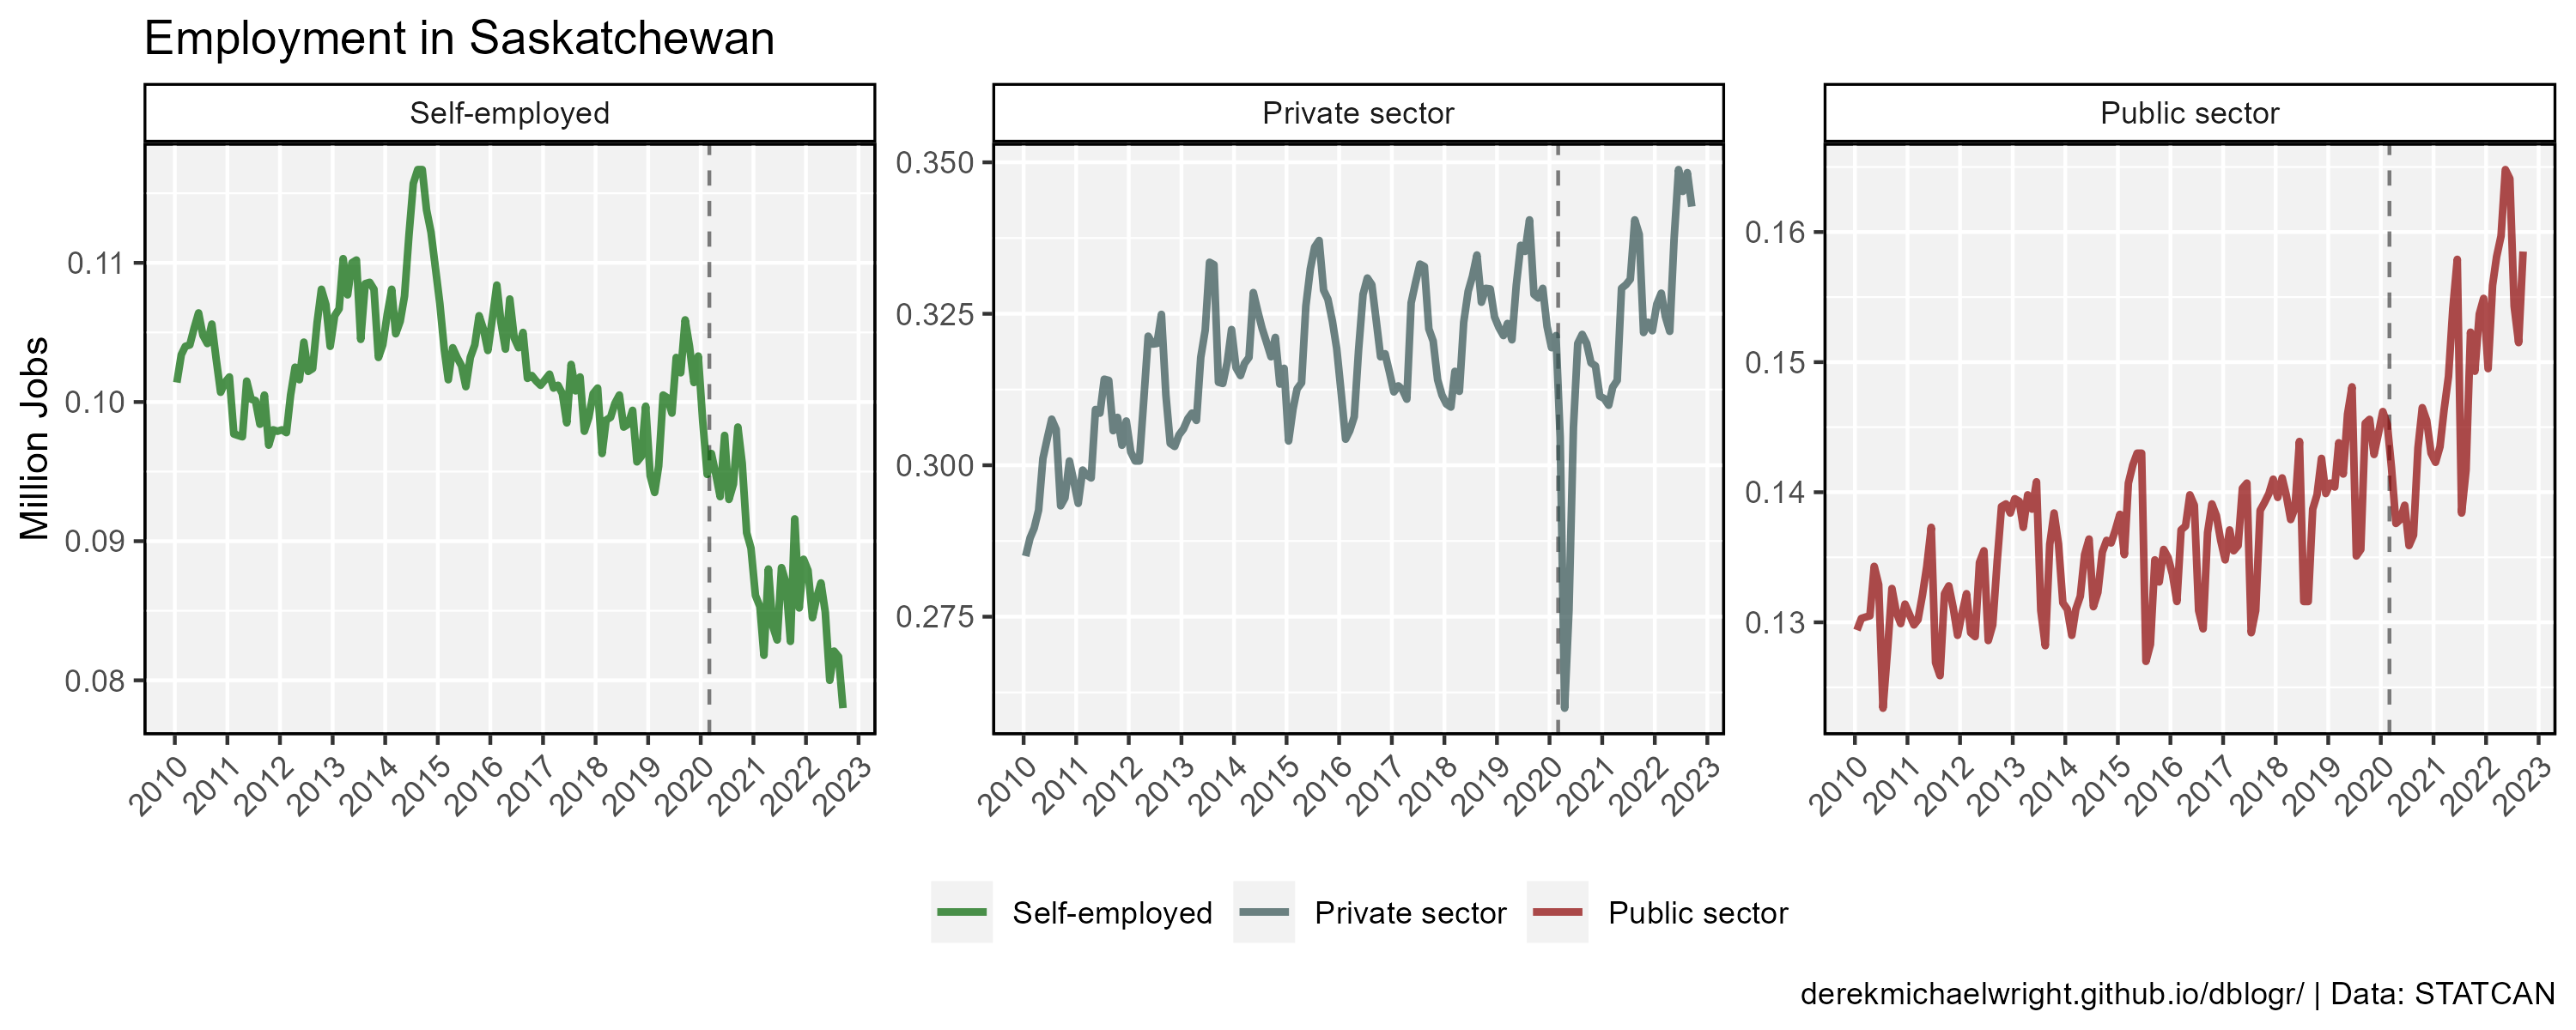 Employment in Saskatchewan
Self-employed
Private sector
Public sector
Million Jobs
0.11
0.10
0.09
0.08
2010 2011 2012 2013 2014 2015 2016 2017 2018 2019 2020 2021 2022 2023
0.350
0.325
0.300
0.275
2010 2011 2012 2013 2014 2015 2016 2017 2018 2019 2020 2021 2022 2023
0.16
0.15
0.14
0.13
2010 2011 2012 2013 2014 2015 2016 2017 2018 2019 2020 2021 2022 2023
Self-employed Private sector Public sector
derekmichaelwright.github.io/dblogr/ | Data: STATCAN